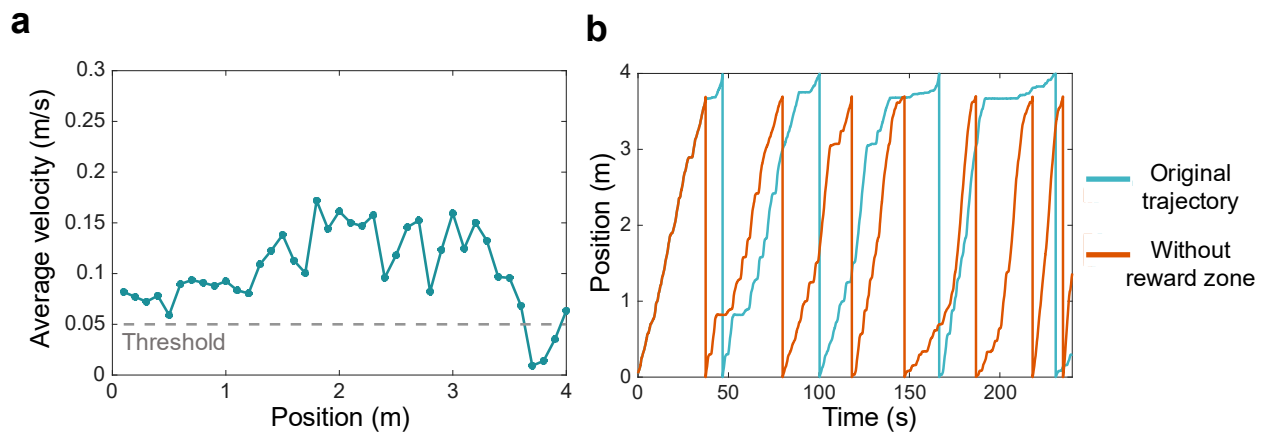 a
0.3
0.25
0.2
0.15
0.1
0.05
0
Average velocity (m/s)
Threshold
0 1 2 3 4
Position (m)
b
4
3
2
1
0
Position (m)
0 50 100 150 200
Time (s)
Original
trajectory
Without
reward zone